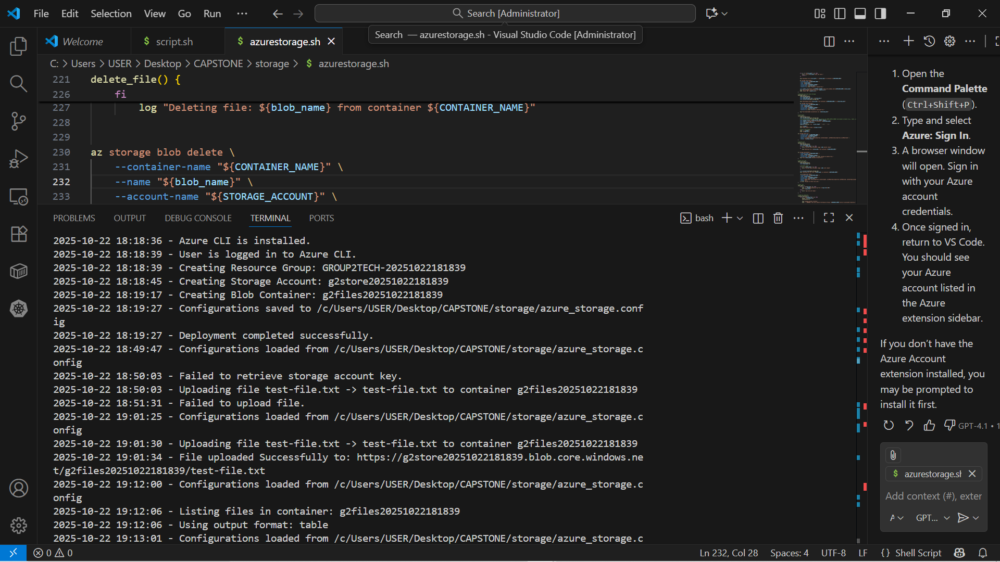 File Edit Selection View Go Run ··· Search [Administrator]
Search — azurestorage.sh - Visual Studio Code [Administrator]
Welcome $ script.sh $ azurestorage.sh
C: > Users > USER > Desktop > CAPSTONE > storage > $ azurestorage.sh
221 delete_file() {
226 fi
227 log "Deleting file: ${blob_name} from container ${CONTAINER_NAME}"
228
229
230 az storage blob delete \
231 --container-name "${CONTAINER_NAME}" \
232 --name "${blob_name}" \
233 --account-name "${STORAGE_ACCOUNT}" \
PROBLEMS OUTPUT DEBUG CONSOLE TERMINAL PORTS bash
2025-10-22 18:18:36 - Azure CLI is installed.
2025-10-22 18:18:39 - User is logged in to Azure CLI.
2025-10-22 18:18:39 - Creating Resource Group: GROUP2TECH-20251022181839
2025-10-22 18:18:45 - Creating Storage Account: g2store20251022181839
2025-10-22 18:19:17 - Creating Blob Container: g2files20251022181839
2025-10-22 18:19:27 - Configurations saved to /c/Users/USER/Desktop/CAPSTONE/storage/azure_storage.conf
ig
2025-10-22 18:19:27 - Deployment completed successfully.
2025-10-22 18:49:47 - Configurations loaded from /c/Users/USER/Desktop/CAPSTONE/storage/azure_storage.c
onfig
2025-10-22 18:50:03 - Failed to retrieve storage account key.
2025-10-22 18:50:03 - Uploading file test-file.txt -> test-file.txt to container g2files20251022181839
2025-10-22 18:51:31 - Failed to upload file.
2025-10-22 19:01:25 - Configurations loaded from /c/Users/USER/Desktop/CAPSTONE/storage/azure_storage.c
onfig
2025-10-22 19:01:30 - Uploading file test-file.txt -> test-file.txt to container g2files20251022181839
2025-10-22 19:01:34 - File uploaded Successfully to: https://g2store20251022181839.blob.core.windows.ne
t/g2files20251022181839/test-file.txt
2025-10-22 19:12:00 - Configurations loaded from /c/Users/USER/Desktop/CAPSTONE/storage/azure_storage.c
onfig
2025-10-22 19:12:06 - Listing files in container: g2files20251022181839
2025-10-22 19:12:06 - Using output format: table
2025-10-22 19:13:01 - Configurations loaded from /c/Users/USER/Desktop/CAPSTONE/storage/azure_storage.c
1. Open the
Command Palette
(Ctrl+Shift+P).
2. Type and select
Azure: Sign In.
3. A browser window
will open. Sign in
with your Azure
account
credentials.
4. Once signed in,
return to VS Code.
You should see
your Azure
account listed in
the Azure
extension sidebar.
If you don’t have the
Azure Account
extension installed, you
may be prompted to
install it first.
GPT-4.1 • 1
$ azurestorage.sh
Add context (#), exter
A GPT...
0 0 Ln 232, Col 28 Spaces: 4 UTF-8 LF {} Shell Script